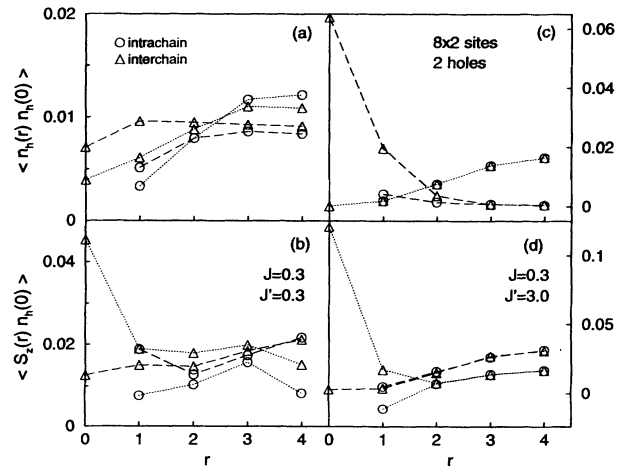 0.02
(a)
intrachain
interchain
0.01
0
< n_h(r) n_h(0) >
(c)
8x2 sites
2 holes
0.06
0.04
0.02
0
(b)
J=0.3
J'=0.3
0.04
0.02
0
< S_z(r) n_h(0) >
0 1 2 3 4
r
(d)
J=0.3
J'=3.0
0.1
0.05
0
0 1 2 3 4
r